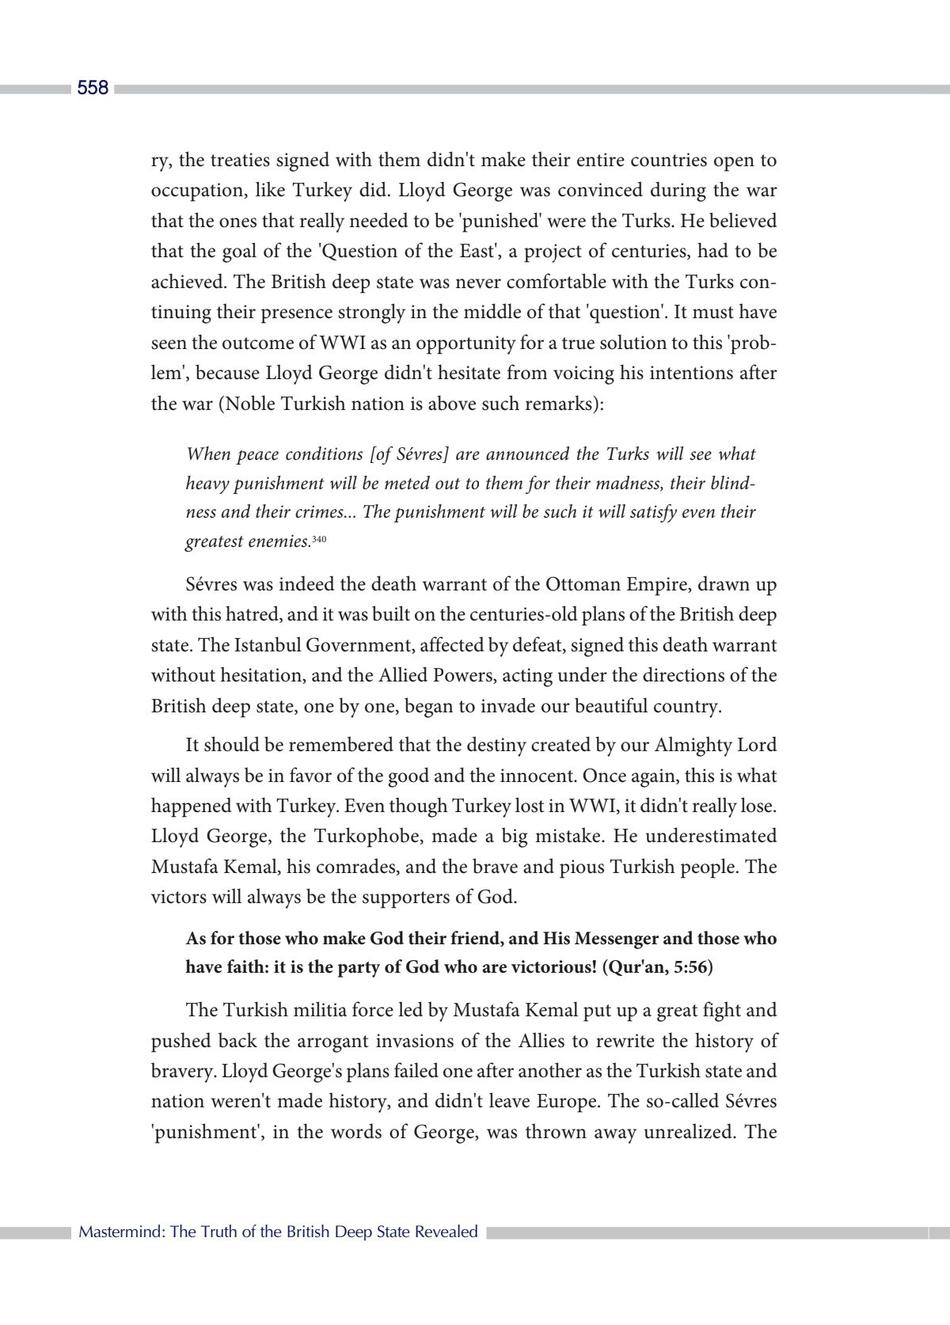 558
ry, the treaties signed with them didn't make their entire countries open to
occupation, like Turkey did. Lloyd George was convinced during the war
that the ones that really needed to be 'punished' were the Turks. He believed
that the goal of the 'Question of the East', a project of centuries, had to be
achieved. The British deep state was never comfortable with the Turks con-
tinuing their presence strongly in the middle of that 'question'. It must have
seen the outcome of WWI as an opportunity for a true solution to this 'prob-
lem', because Lloyd George didn't hesitate from voicing his intentions after
the war (Noble Turkish nation is above such remarks):
When peace conditions [of Sévres] are announced the Turks will see what
heavy punishment will be meted out to them for their madness, their blind-
ness and their crimes... The punishment will be such it will satisfy even their
greatest enemies.340
Sévres was indeed the death warrant of the Ottoman Empire, drawn up
with this hatred, and it was built on the centuries-old plans of the British deep
state. The Istanbul Government, affected by defeat, signed this death warrant
without hesitation, and the Allied Powers, acting under the directions of the
British deep state, one by one, began to invade our beautiful country.
It should be remembered that the destiny created by our Almighty Lord
will always be in favor of the good and the innocent. Once again, this is what
happened with Turkey. Even though Turkey lost in WWI, it didn't really lose.
Lloyd George, the Turkophobe, made a big mistake. He underestimated
Mustafa Kemal, his comrades, and the brave and pious Turkish people. The
victors will always be the supporters of God.
As for those who make God their friend, and His Messenger and those who
have faith: it is the party of God who are victorious! (Qur'an, 5:56)
The Turkish militia force led by Mustafa Kemal put up a great fight and
pushed back the arrogant invasions of the Allies to rewrite the history of
bravery. Lloyd George's plans failed one after another as the Turkish state and
nation weren't made history, and didn't leave Europe. The so-called Sévres
'punishment', in the words of George, was thrown away unrealized. The
Mastermind: The Truth of the British Deep State Revealed